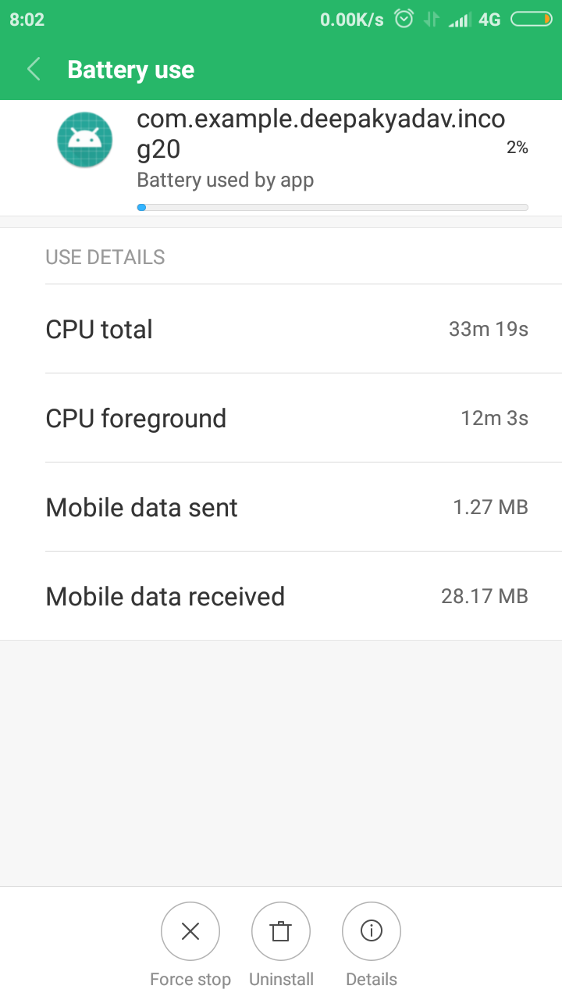 8:02 0.00K/s 4G
Battery use
com.example.deepakyadav.inco
g20 2%
Battery used by app
USE DETAILS
CPU total 33m 19s
CPU foreground 12m 3s
Mobile data sent 1.27 MB
Mobile data received 28.17 MB
Force stop Uninstall Details